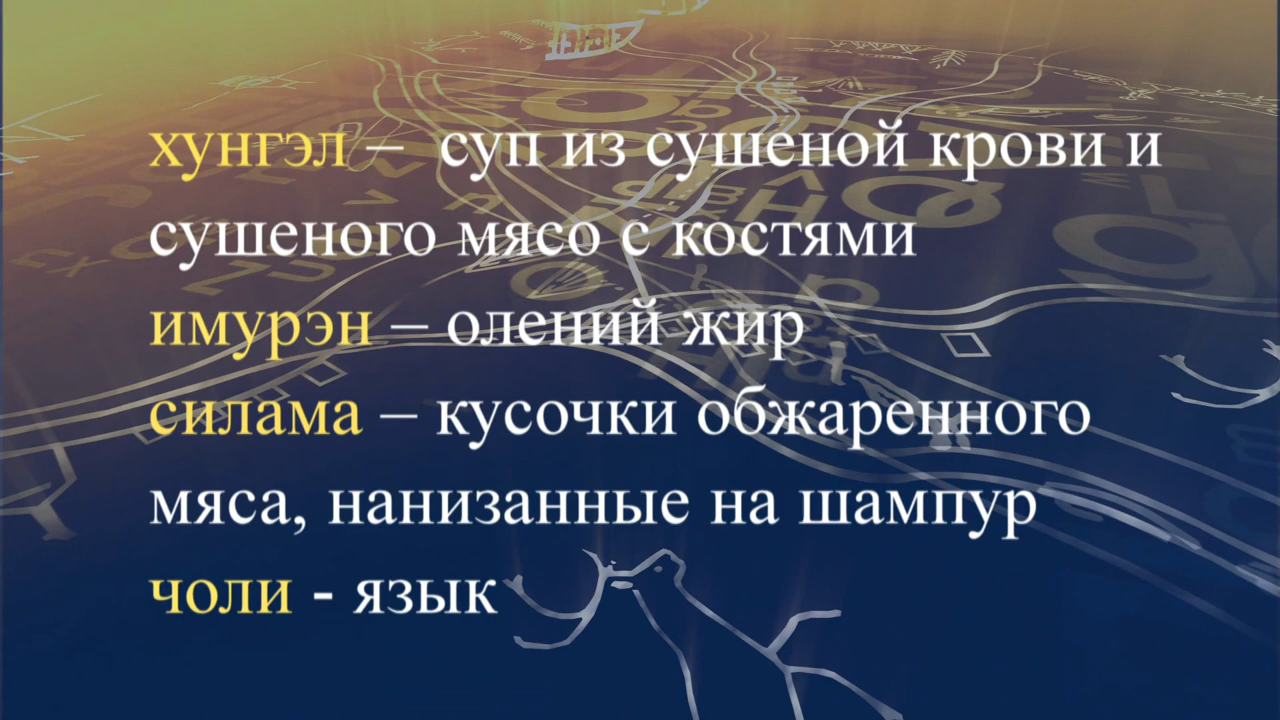 хунгэл – суп из сушеной крови и
сушеного мясо с костями
имурэн – олений жир
силама – кусочки обжаренного
мяса, нанизанные на шампур
чоли - язык